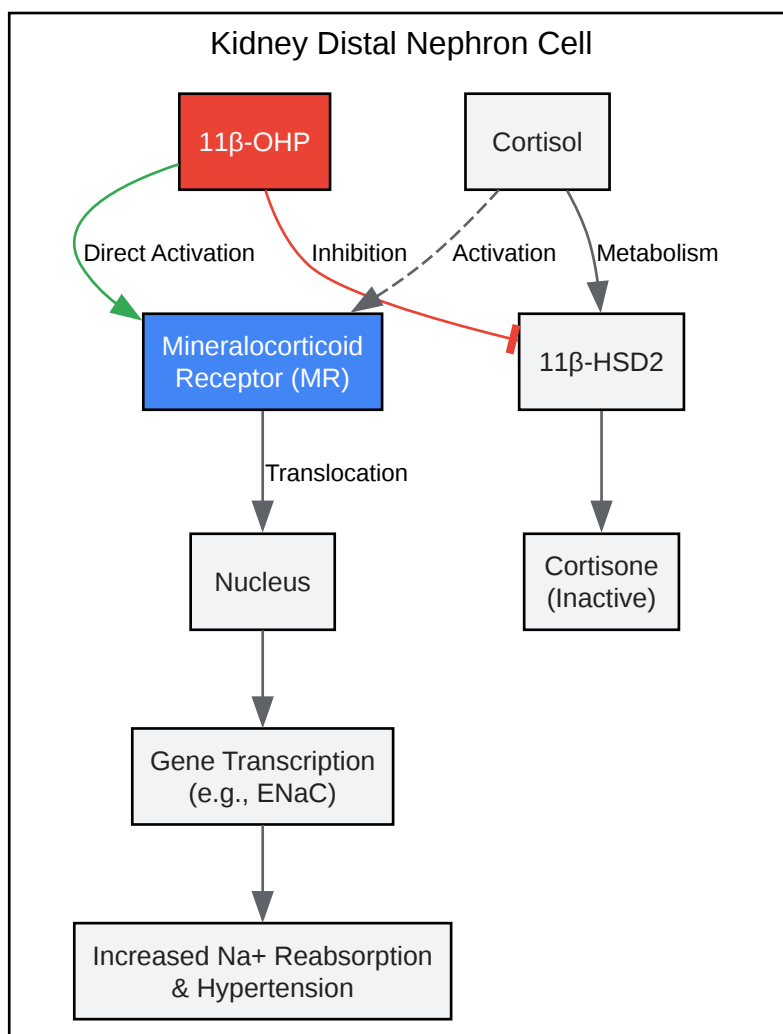 Kidney Distal Nephron Cell
11β-OHP
Cortisol
Direct Activation
Inhibition
Activation
Metabolism
Mineralocorticoid
Receptor (MR)
11β-HSD2
Translocation
Nucleus
Cortisone
(Inactive)
Gene Transcription
(e.g., ENaC)
Increased Na+ Reabsorption
& Hypertension